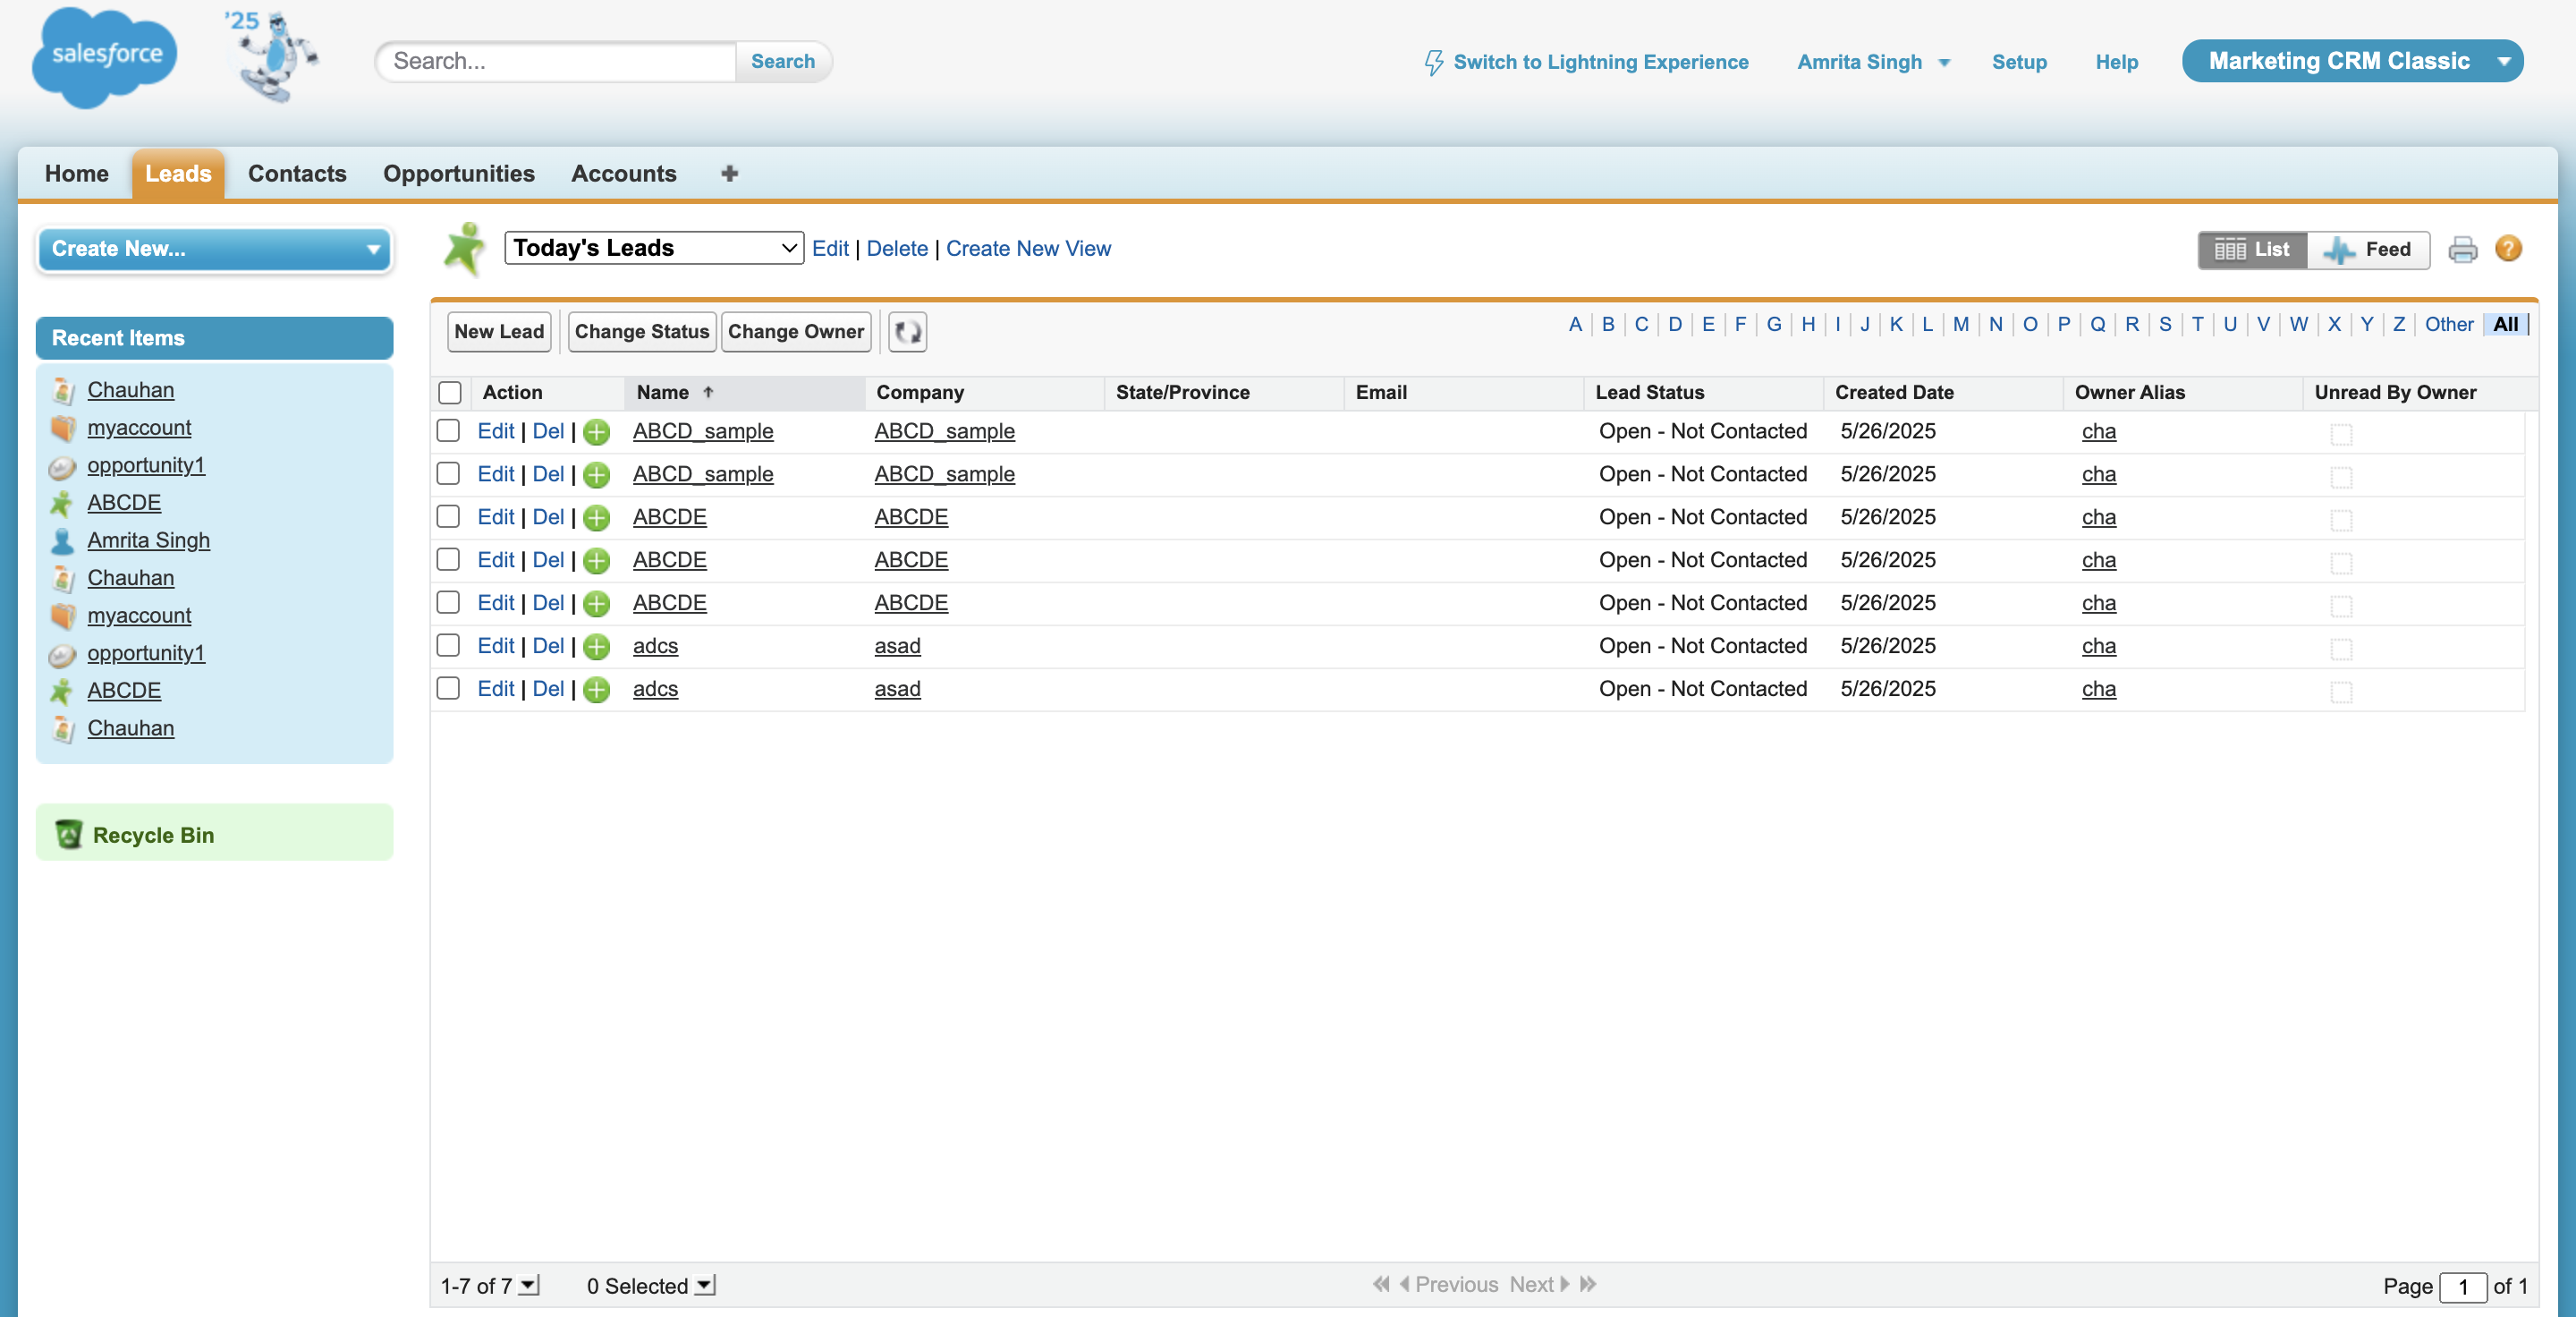 salesforce
'25
Search...
Search
Switch to Lightning Experience
Amrita Singh
Setup
Help
Marketing CRM Classic
Home
Leads
Contacts
Opportunities
Accounts
+
Create New...
Recent Items
Chauhan
myaccount
opportunity1
ABCDE
Amrita Singh
Chauhan
myaccount
opportunity1
ABCDE
Chauhan
Recycle Bin
Today's Leads
Edit | Delete | Create New View
List
Feed
?
New Lead
Change Status
Change Owner
A | B | C | D | E | F | G | H | I | J | K | L | M | N | O | P | Q | R | S | T | U | V | W | X | Y | Z | Other | All
Action Name Company State/Province Email Lead Status Created Date Owner Alias Unread By Owner
Edit | Del | ABCD_sample ABCD_sample Open - Not Contacted 5/26/2025 cha
Edit | Del | ABCD_sample ABCD_sample Open - Not Contacted 5/26/2025 cha
Edit | Del | ABCDE ABCDE Open - Not Contacted 5/26/2025 cha
Edit | Del | ABCDE ABCDE Open - Not Contacted 5/26/2025 cha
Edit | Del | ABCDE ABCDE Open - Not Contacted 5/26/2025 cha
Edit | Del | adcs asad Open - Not Contacted 5/26/2025 cha
Edit | Del | adcs asad Open - Not Contacted 5/26/2025 cha
1-7 of 7
0 Selected
Previous Next
Page 1 of 1